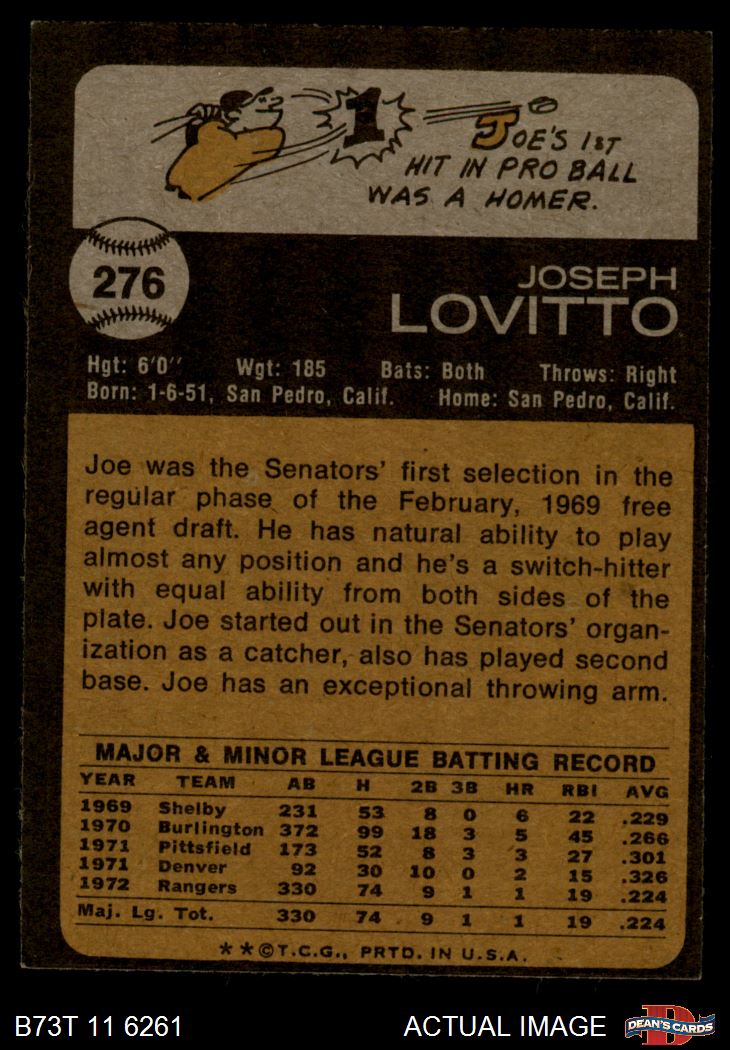 1
JOE'S 1ST
HIT IN PRO BALL
WAS A HOMER.
276
JOSEPH
LOVITTO
Hgt: 6'0" Wgt: 185 Bats: Both Throws: Right
Born: 1-6-51, San Pedro, Calif. Home: San Pedro, Calif.
Joe was the Senators' first selection in the
regular phase of the February, 1969 free
agent draft. He has natural ability to play
almost any position and he's a switch-hitter
with equal ability from both sides of the
plate. Joe started out in the Senators' organ-
ization as a catcher, also has played second
base. Joe has an exceptional throwing arm.
MAJOR & MINOR LEAGUE BATTING RECORD
YEAR TEAM AB H 2B 3B HR RBI AVG
1969 Shelby 231 53 8 0 6 22 .229
1970 Burlington 372 99 18 3 5 45 .266
1971 Pittsfield 173 52 8 3 3 27 .301
1971 Denver 92 30 10 0 2 15 .326
1972 Rangers 330 74 9 1 1 19 .224
Maj. Lg. Tot. 330 74 9 1 1 19 .224
**©T.C.G., PRTD. IN U.S.A.
B73T 11 6261 ACTUAL IMAGE D DEAN'S CARDS